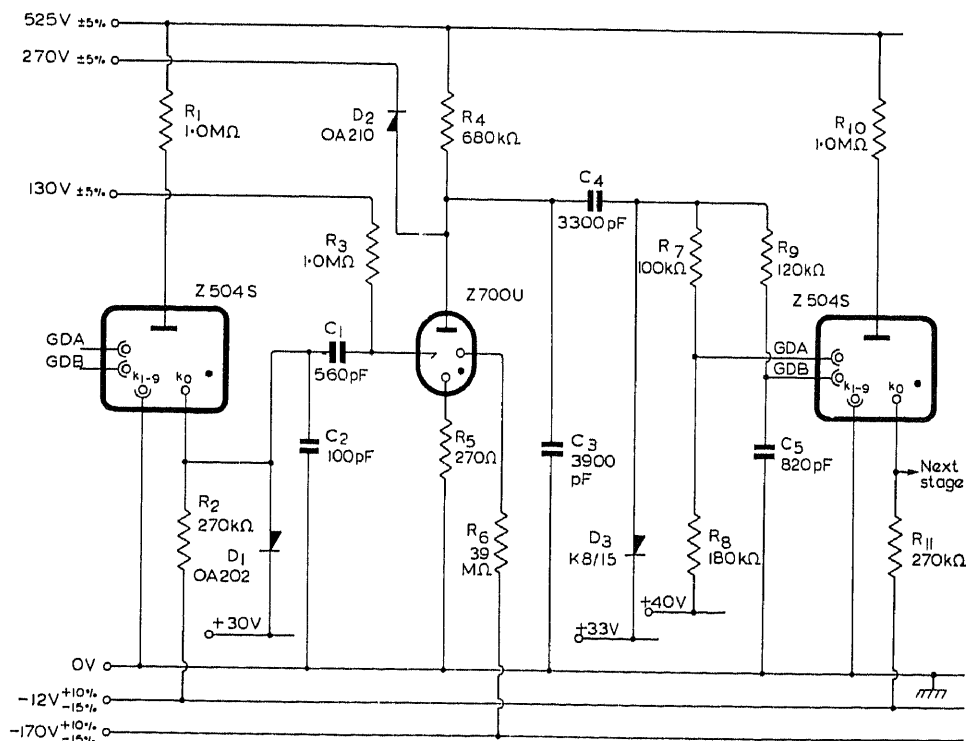 525V ±5%
270V ±5%
R1
1·0MΩ
D2
OA210
R4
680kΩ
R10
1·0MΩ
130V ±5%
R3
1·0MΩ
C4
3300pF
R7
100kΩ
R9
120kΩ
Z504S
Z700U
Z504S
GDA
GDB
k1-9
k0
C1
560pF
GDA
GDB
k1-9
k0
C2
100pF
R5
270Ω
C3
3900
pF
C5
820pF
Next
stage
R2
270kΩ
D1
OA202
R6
39
MΩ
D3
K8/15
R8
180kΩ
R11
270kΩ
+30V
+40V
+33V
0V
-12V +10%
-15%
-170V +10%
-15%